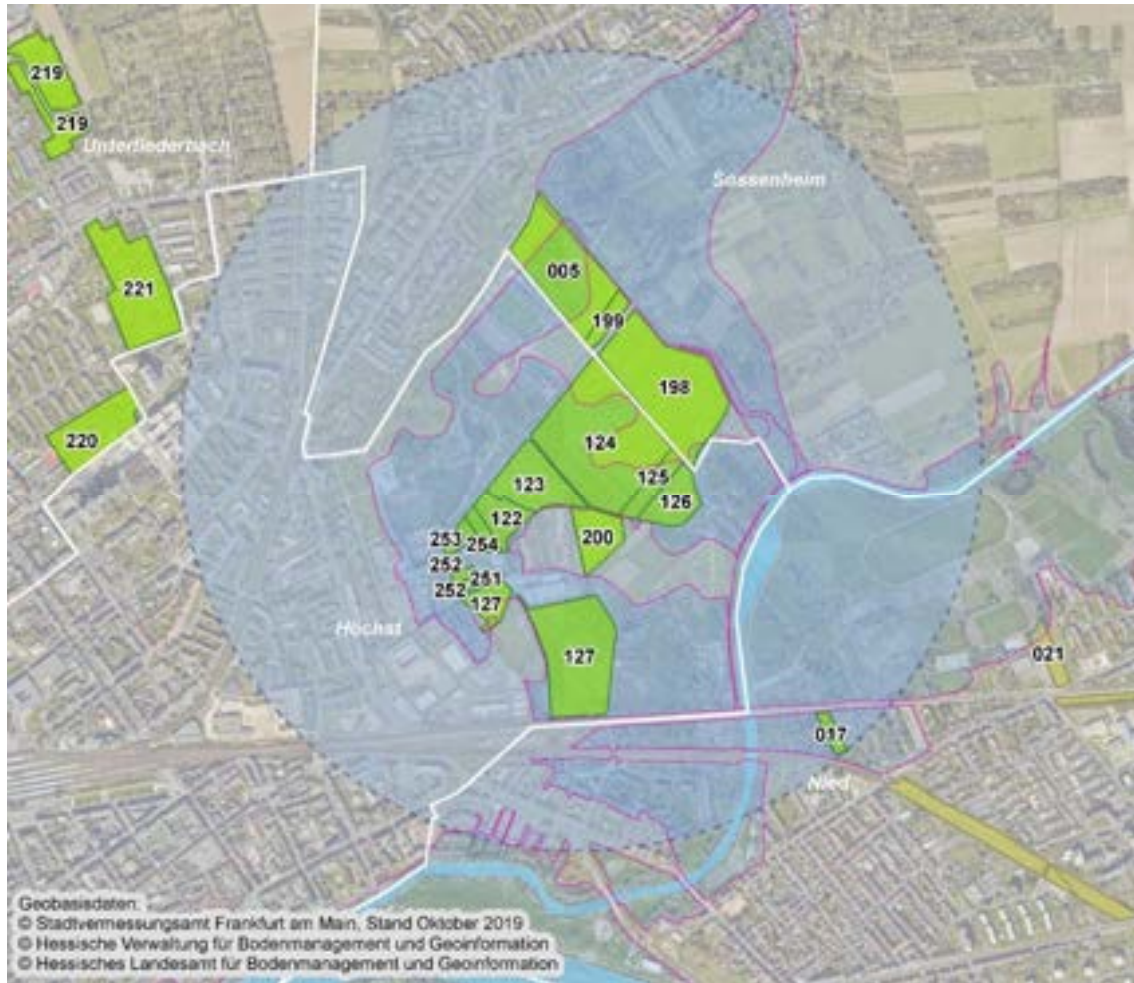 219
219
Unterliederbach
Sossenheim
005
221
199
198
220
124
125
123
126
122
253
254
200
252
251
252
127
Höchst
127
021
017
Nied
Geobasisdaten:
© Stadtvermessungsamt Frankfurt am Main, Stand Oktober 2019
© Hessische Verwaltung für Bodenmanagement und Geoinformation
© Hessisches Landesamt für Bodenmanagement und Geoinformation